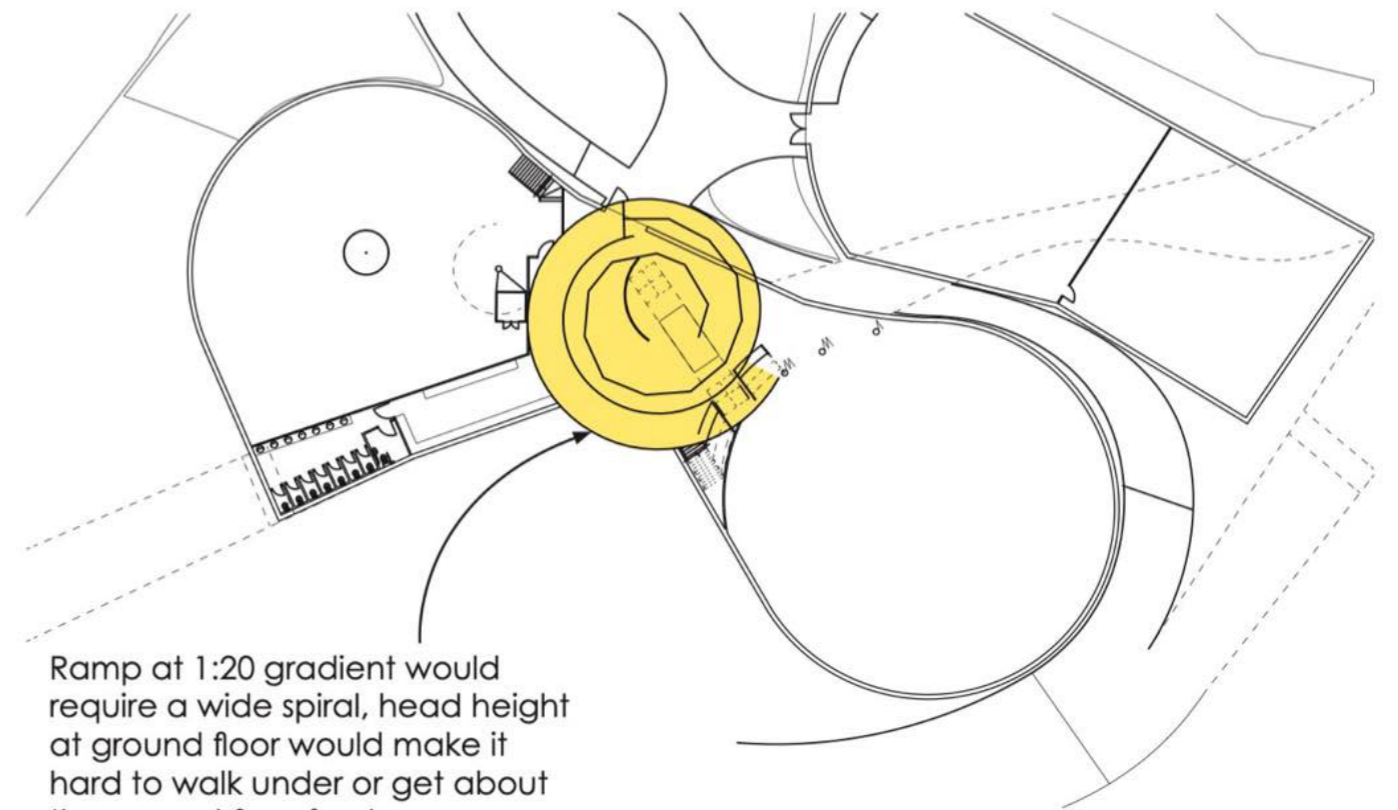 Ramp at 1:20 gradient would
require a wide spiral, head height
at ground floor would make it
hard to walk under or get about